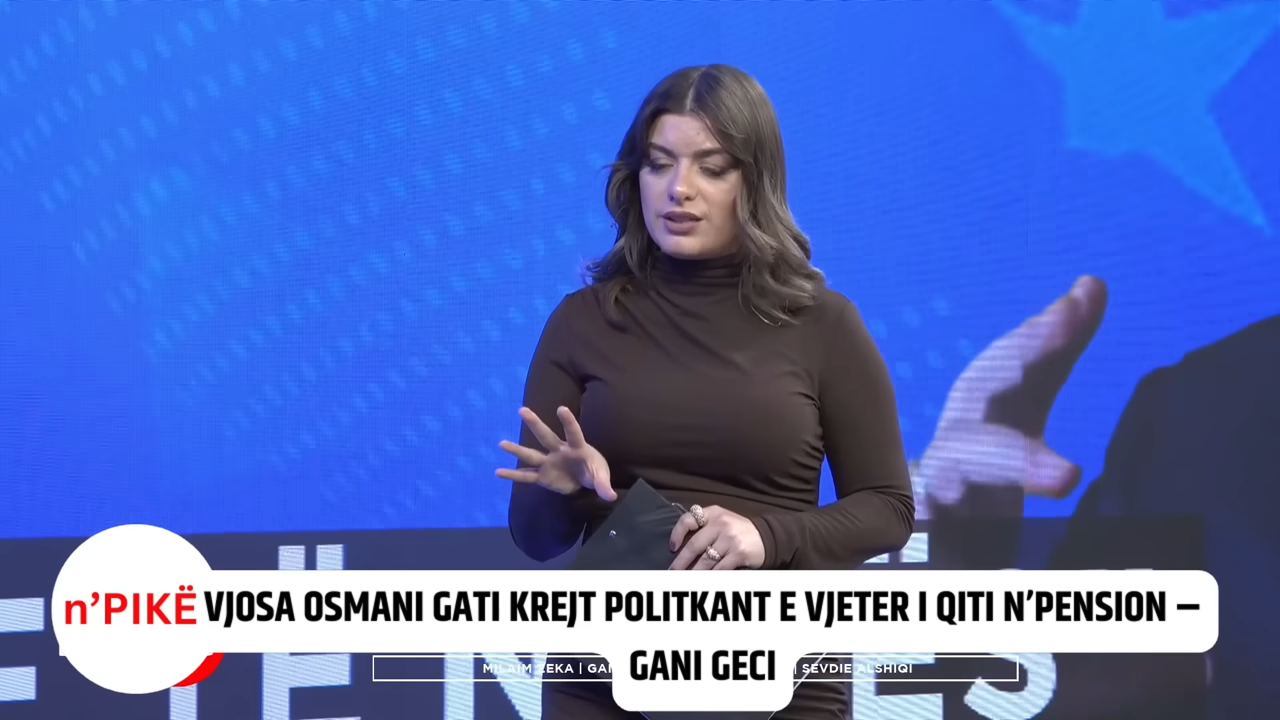 n'PIKË
VJOSA OSMANI GATI KREJT POLITKANT E VJETER I QITI N'PENSION –
GANI GECI
MILAIM ZEKA | GAN | SEVDIE ALSHIQI